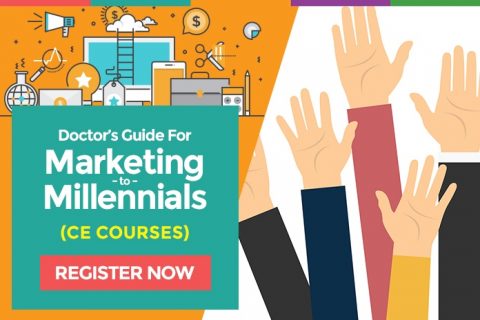 Doctor's Guide For
Marketing
- to -
Millennials
(CE COURSES)
REGISTER NOW